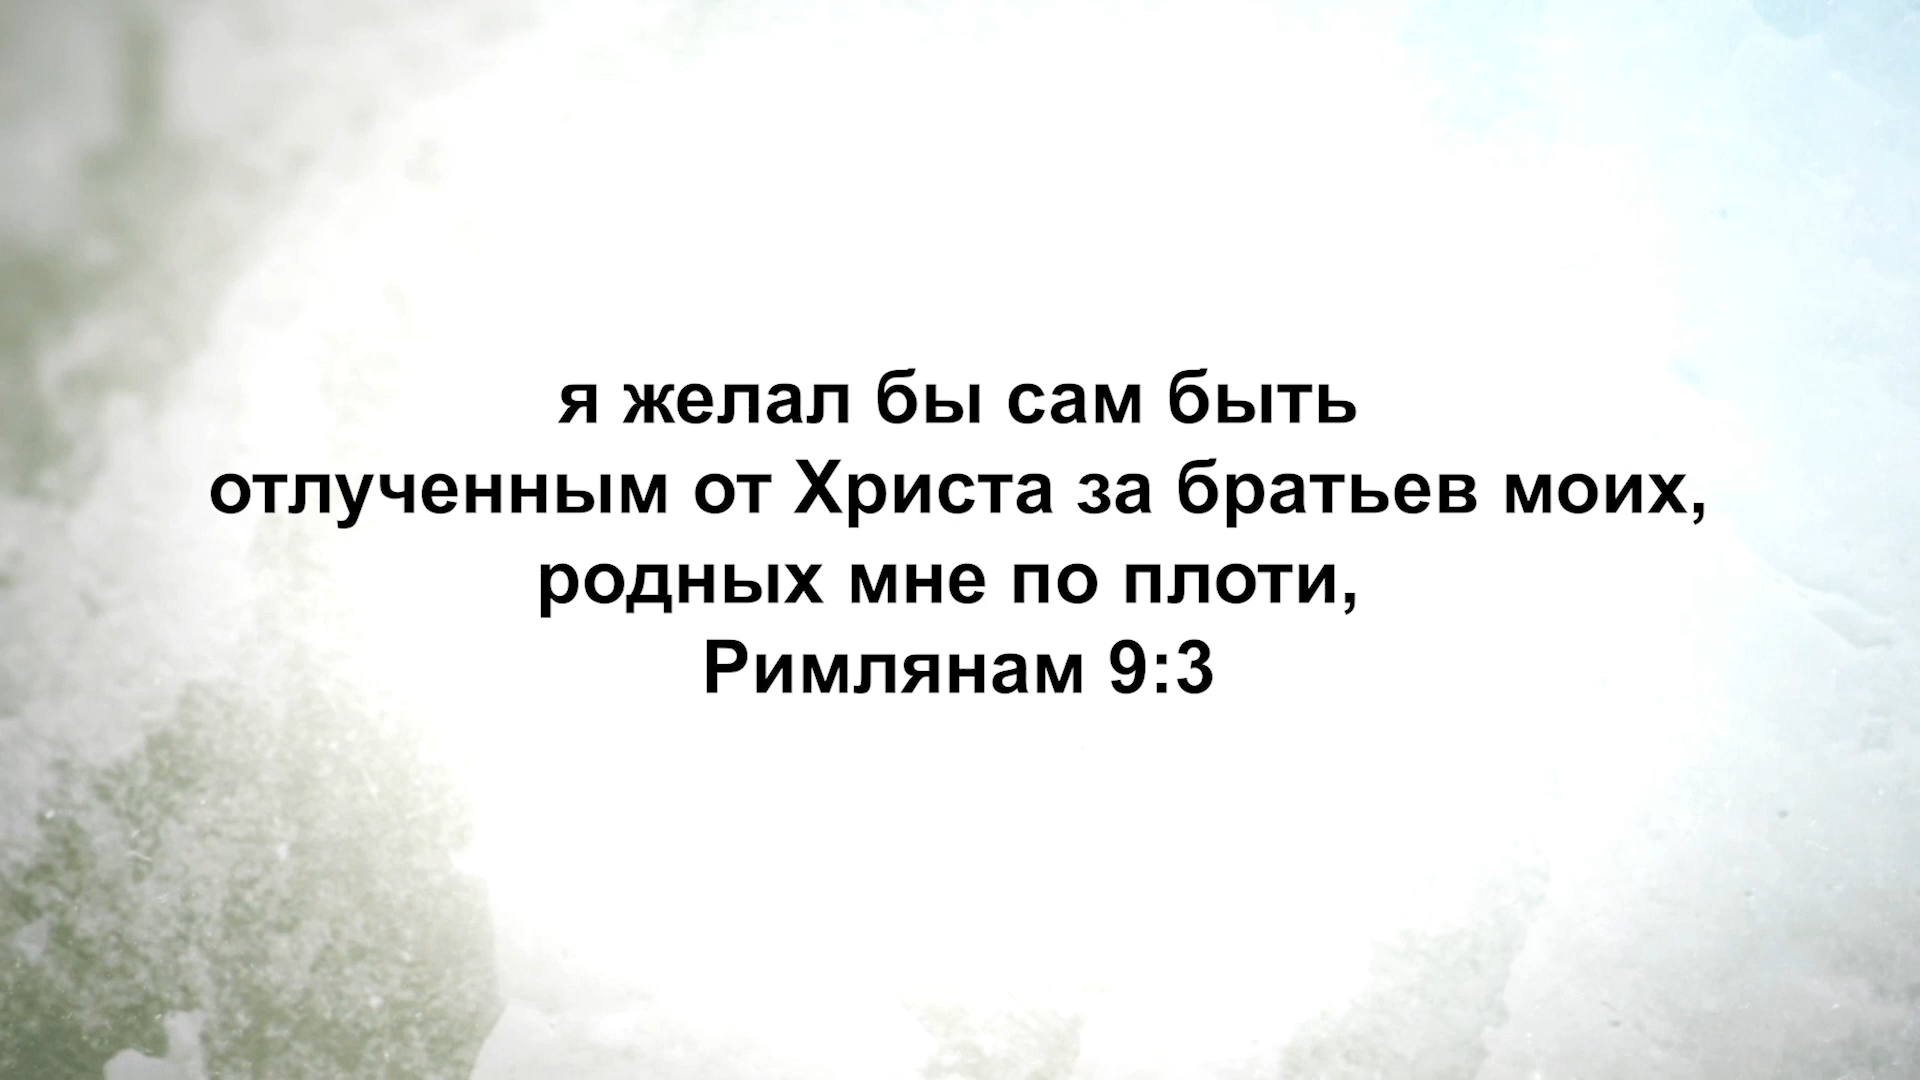 я желал бы сам быть
отлученным от Христа за братьев моих,
родных мне по плоти,
Римлянам 9:3